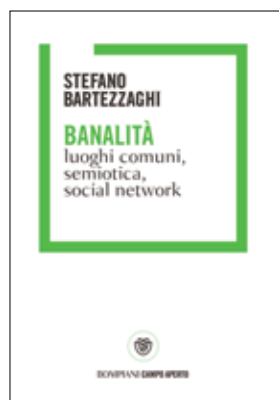 STEFANO
BARTEZZAGHI
BANALITÀ
luoghi comuni,
semiotica,
social network
BOMPIANI CAMPO APERTO